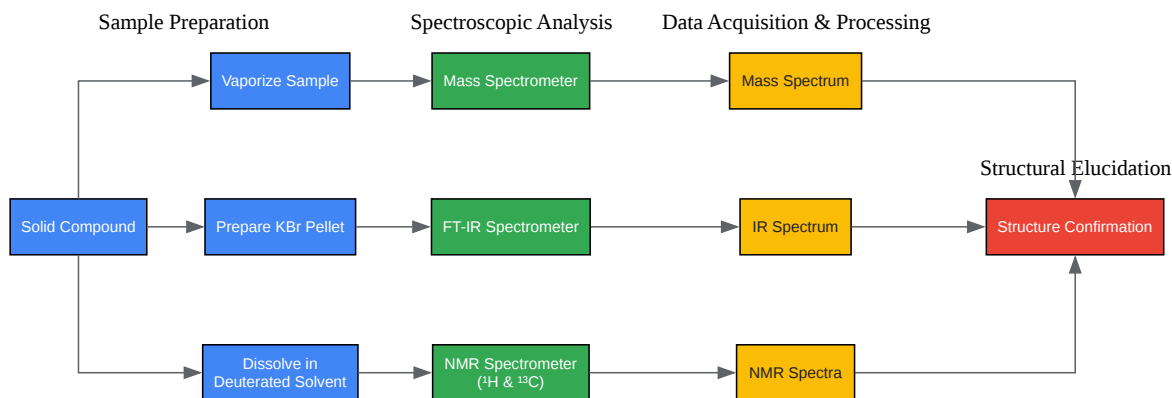 Sample Preparation
Spectroscopic Analysis
Data Acquisition & Processing
Vaporize Sample
Mass Spectrometer
Mass Spectrum
Structural Elucidation
Solid Compound
Prepare KBr Pellet
FT-IR Spectrometer
IR Spectrum
Structure Confirmation
Dissolve in
Deuterated Solvent
NMR Spectrometer
(¹H & ¹³C)
NMR Spectra